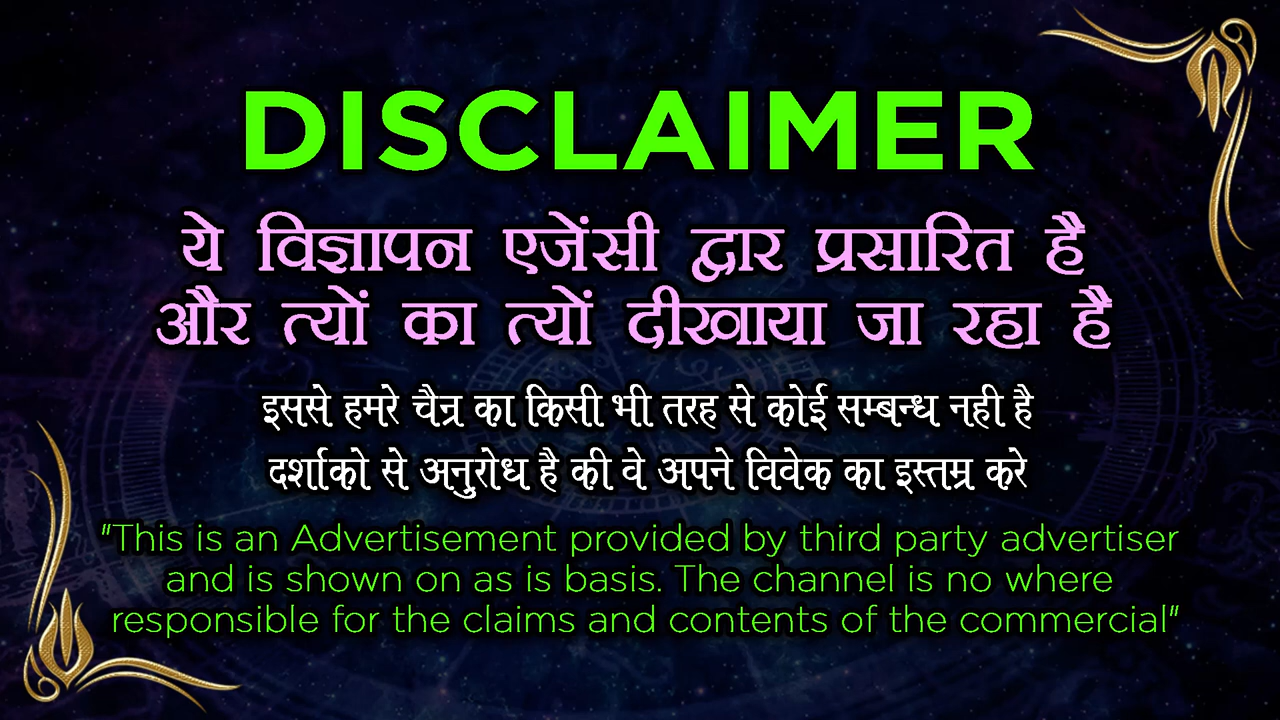 DISCLAIMER
ये विज्ञापन एजेंसी द्वार प्रसारित है
और त्यों का त्यों दीखाया जा रहा है
इससे हमरे चैन्र का किसी भी तरह से कोई सम्बन्ध नही है
दर्शाको से अनुरोध है की वे अपने विवेक का इस्तम्र करे
"This is an Advertisement provided by third party advertiser
and is shown on as is basis. The channel is no where
responsible for the claims and contents of the commercial"